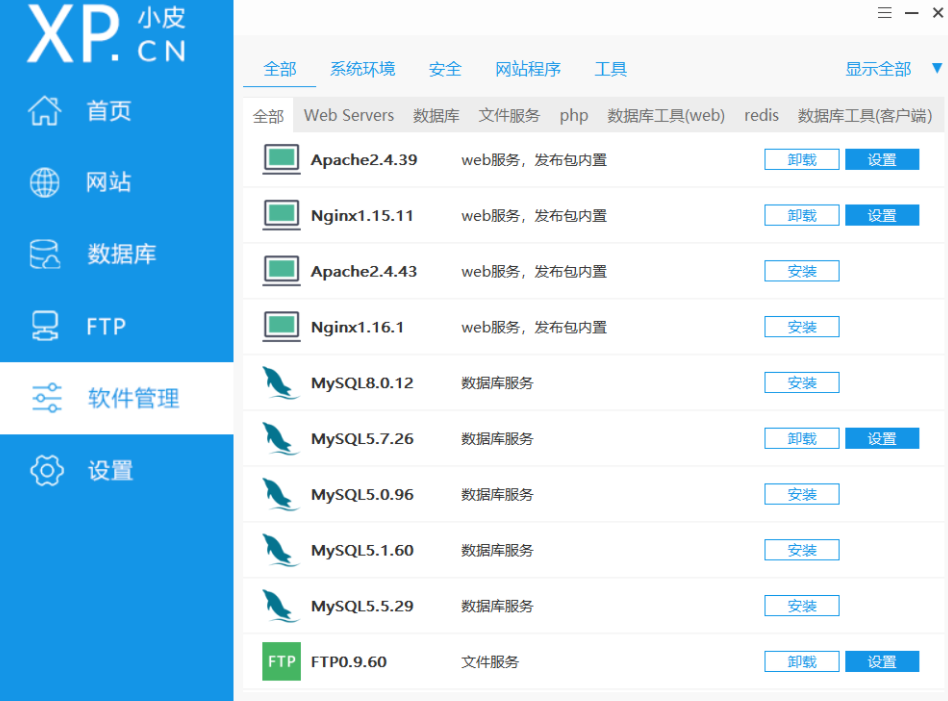 XP.CN 小皮
首页
网站
数据库
FTP
软件管理
设置
全部 系统环境 安全 网站程序 工具 显示全部 ▼
全部 Web Servers 数据库 文件服务 php 数据库工具(web) redis 数据库工具(客户端)
Apache2.4.39 web服务，发布包内置 卸载 设置
Nginx1.15.11 web服务，发布包内置 卸载 设置
Apache2.4.43 web服务，发布包内置 安装
Nginx1.16.1 web服务，发布包内置 安装
MySQL8.0.12 数据库服务 安装
MySQL5.7.26 数据库服务 卸载 设置
MySQL5.0.96 数据库服务 安装
MySQL5.1.60 数据库服务 安装
MySQL5.5.29 数据库服务 安装
FTP FTP0.9.60 文件服务 卸载 设置